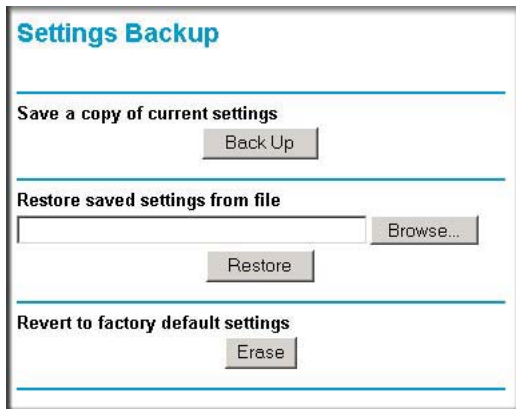 Settings Backup
Save a copy of current settings
Back Up
Restore saved settings from file
Browse...
Restore
Revert to factory default settings
Erase